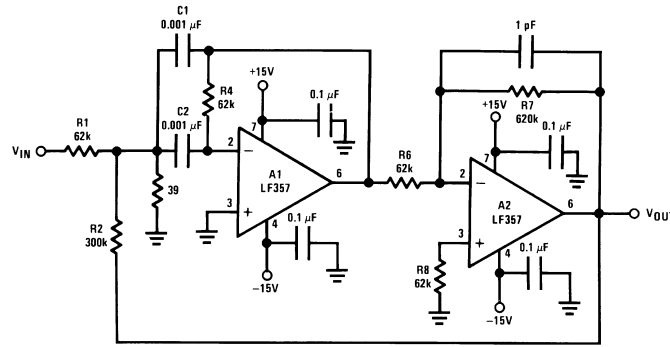 C1
0.001 μF
1 pF
+15V
R4
62k
0.1 μF
R7
620k
C2
0.001 μF
+15V
0.1 μF
R1
62k
VIN
2
−
7
A1
LF357
6
R6
62k
2
−
7
39
3
+
4
A2
LF357
6
VOUT
R2
300k
0.1 μF
3
+
4
−15V
R8
62k
0.1 μF
−15V